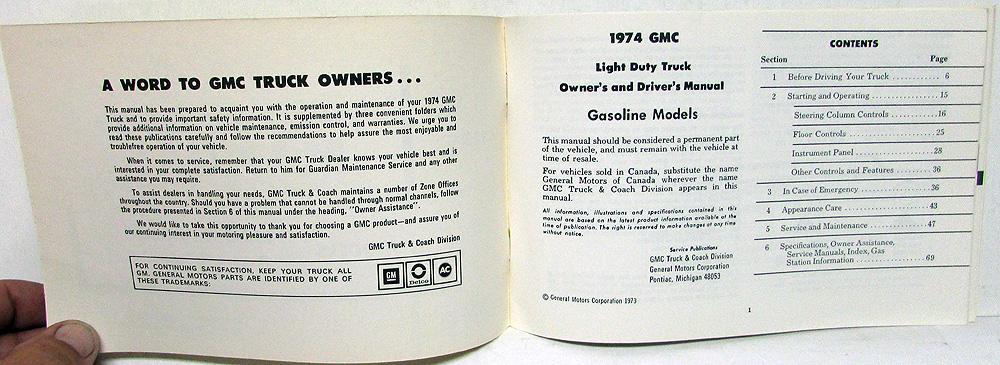 A WORD TO GMC TRUCK OWNERS...
This manual has been prepared to acquaint you with the operation and maintenance of your 1974 GMC
Truck and to provide important safety information. It is supplemented by three convenient folders which
provide additional information on vehicle maintenance, emission control, and warranties. We urge you to
read these publications carefully and follow the recommendations to help assure the most enjoyable and
troublefree operation of your vehicle.
When it comes to service, remember that your GMC Truck Dealer knows your vehicle best and is
interested in your complete satisfaction. Return to him for Guardian Maintenance Service and any other
assistance you may require.
To assist dealers in handling your needs, GMC Truck & Coach maintains a number of Zone Offices
throughout the country. Should you have a problem that cannot be handled through normal channels, follow
the procedure presented in Section 6 of this manual under the heading, "Owner Assistance".
We would like to take this opportunity to thank you for choosing a GMC product—and assure you of
our continuing interest in your motoring pleasure and satisfaction.
GMC Truck & Coach Division
FOR CONTINUING SATISFACTION, KEEP YOUR TRUCK ALL
GM. GENERAL MOTORS PARTS ARE IDENTIFIED BY ONE OF
THESE TRADEMARKS:
GM
Delco
AC
1974 GMC
Light Duty Truck
Owner's and Driver's Manual
Gasoline Models
This manual should be considered a permanent part
of the vehicle, and must remain with the vehicle at
time of resale.
For vehicles sold in Canada, substitute the name
General Motors of Canada wherever the name
GMC Truck & Coach Division appears in this
manual.
All information, illustrations and specifications contained in this
manual are based on the latest product information available at the
time of publication. The right is reserved to make changes at any time
without notice.
Service Publications
GMC Truck & Coach Division
General Motors Corporation
Pontiac, Michigan 48053
© General Motors Corporation 1973
CONTENTS
Section Page
1 Before Driving Your Truck ............ 6
2 Starting and Operating ................ 15
Steering Column Controls ............ 16
Floor Controls ...................... 25
Instrument Panel .................... 28
Other Controls and Features ......... 36
3 In Case of Emergency .................. 36
4 Appearance Care ....................... 43
5 Service and Maintenance ............... 47
6 Specifications, Owner Assistance,
Service Manuals, Index, Gas
Station Information ................... 69
1